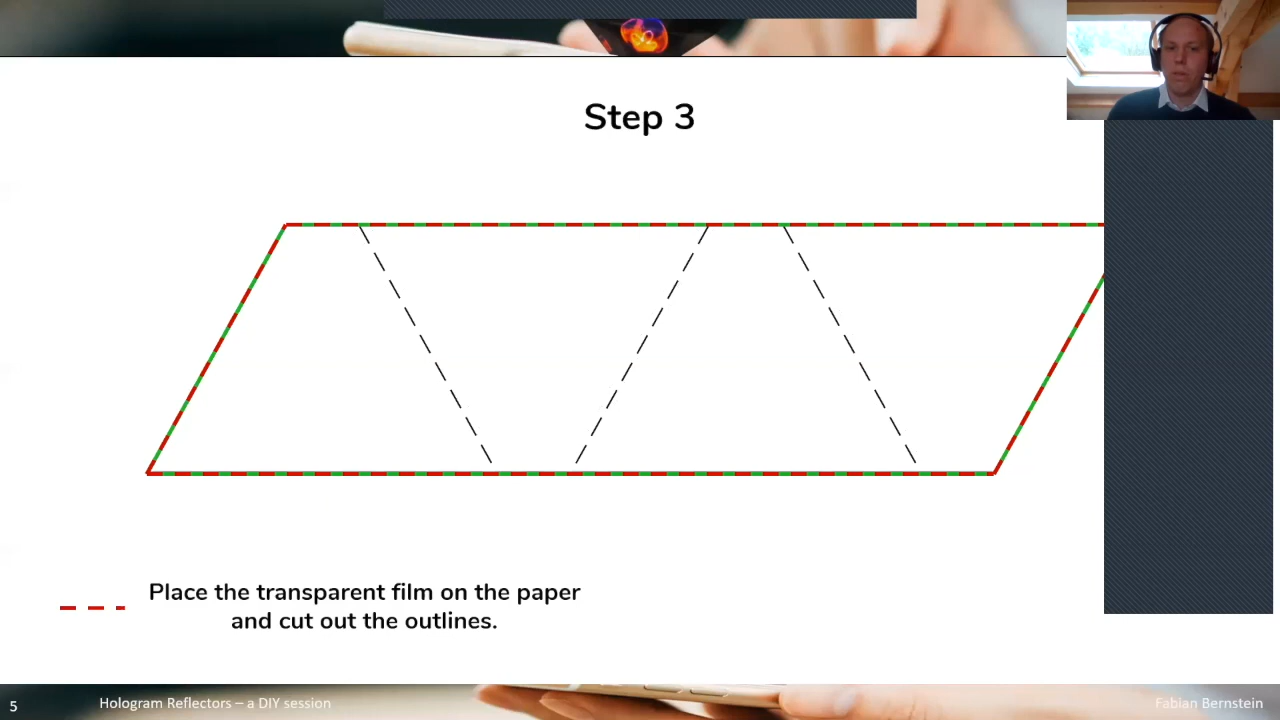 Step 3
Place the transparent film on the paper
and cut out the outlines.
5
Hologram Reflectors – a DIY session
Fabian Bernstein